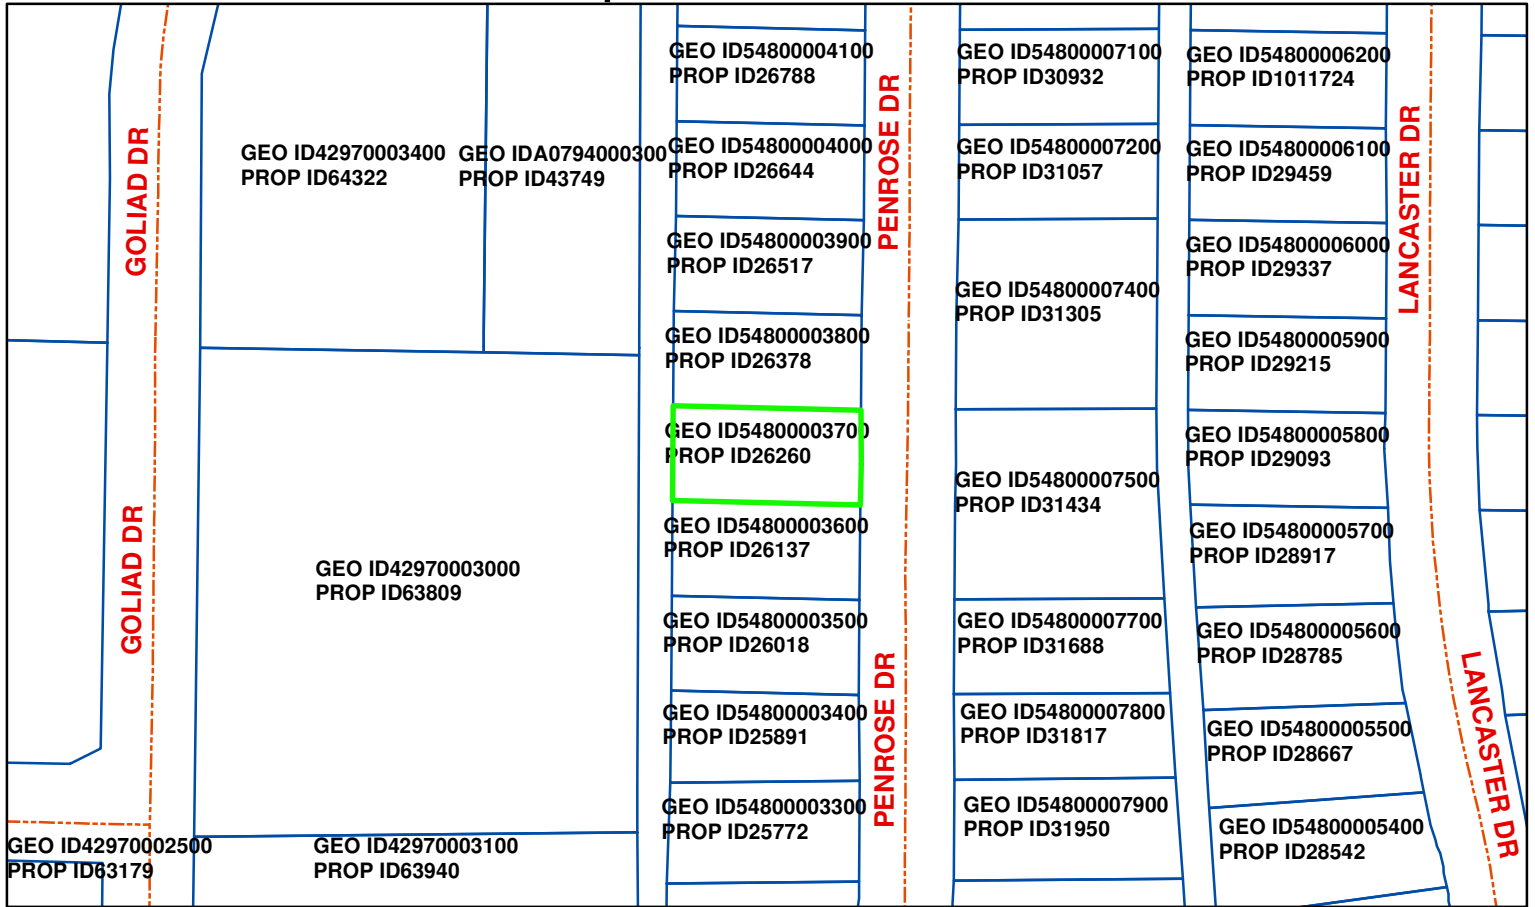 GEO ID54800004100
PROP ID26788
GEO ID54800007100
PROP ID30932
GEO ID54800006200
PROP ID1011724
GOLIAD DR
GEO ID42970003400
PROP ID64322
GEO IDA0794000300
PROP ID43749
GEO ID54800004000
PROP ID26644
PENROSE DR
GEO ID54800007200
PROP ID31057
GEO ID54800006100
PROP ID29459
LANCASTER DR
GEO ID54800003900
PROP ID26517
GEO ID54800006000
PROP ID29337
GEO ID54800007400
PROP ID31305
GEO ID54800003800
PROP ID26378
GEO ID54800005900
PROP ID29215
GEO ID54800003700
PROP ID26260
GEO ID54800005800
PROP ID29093
GEO ID54800007500
PROP ID31434
GOLIAD DR
GEO ID42970003000
PROP ID63809
GEO ID54800003600
PROP ID26137
GEO ID54800005700
PROP ID28917
GEO ID54800003500
PROP ID26018
GEO ID54800007700
PROP ID31688
GEO ID54800005600
PROP ID28785
PENROSE DR
LANCASTER DR
GEO ID54800003400
PROP ID25891
GEO ID54800007800
PROP ID31817
GEO ID54800005500
PROP ID28667
GEO ID54800003300
PROP ID25772
GEO ID54800007900
PROP ID31950
GEO ID54800005400
PROP ID28542
GEO ID42970002500
PROP ID63179
GEO ID42970003100
PROP ID63940